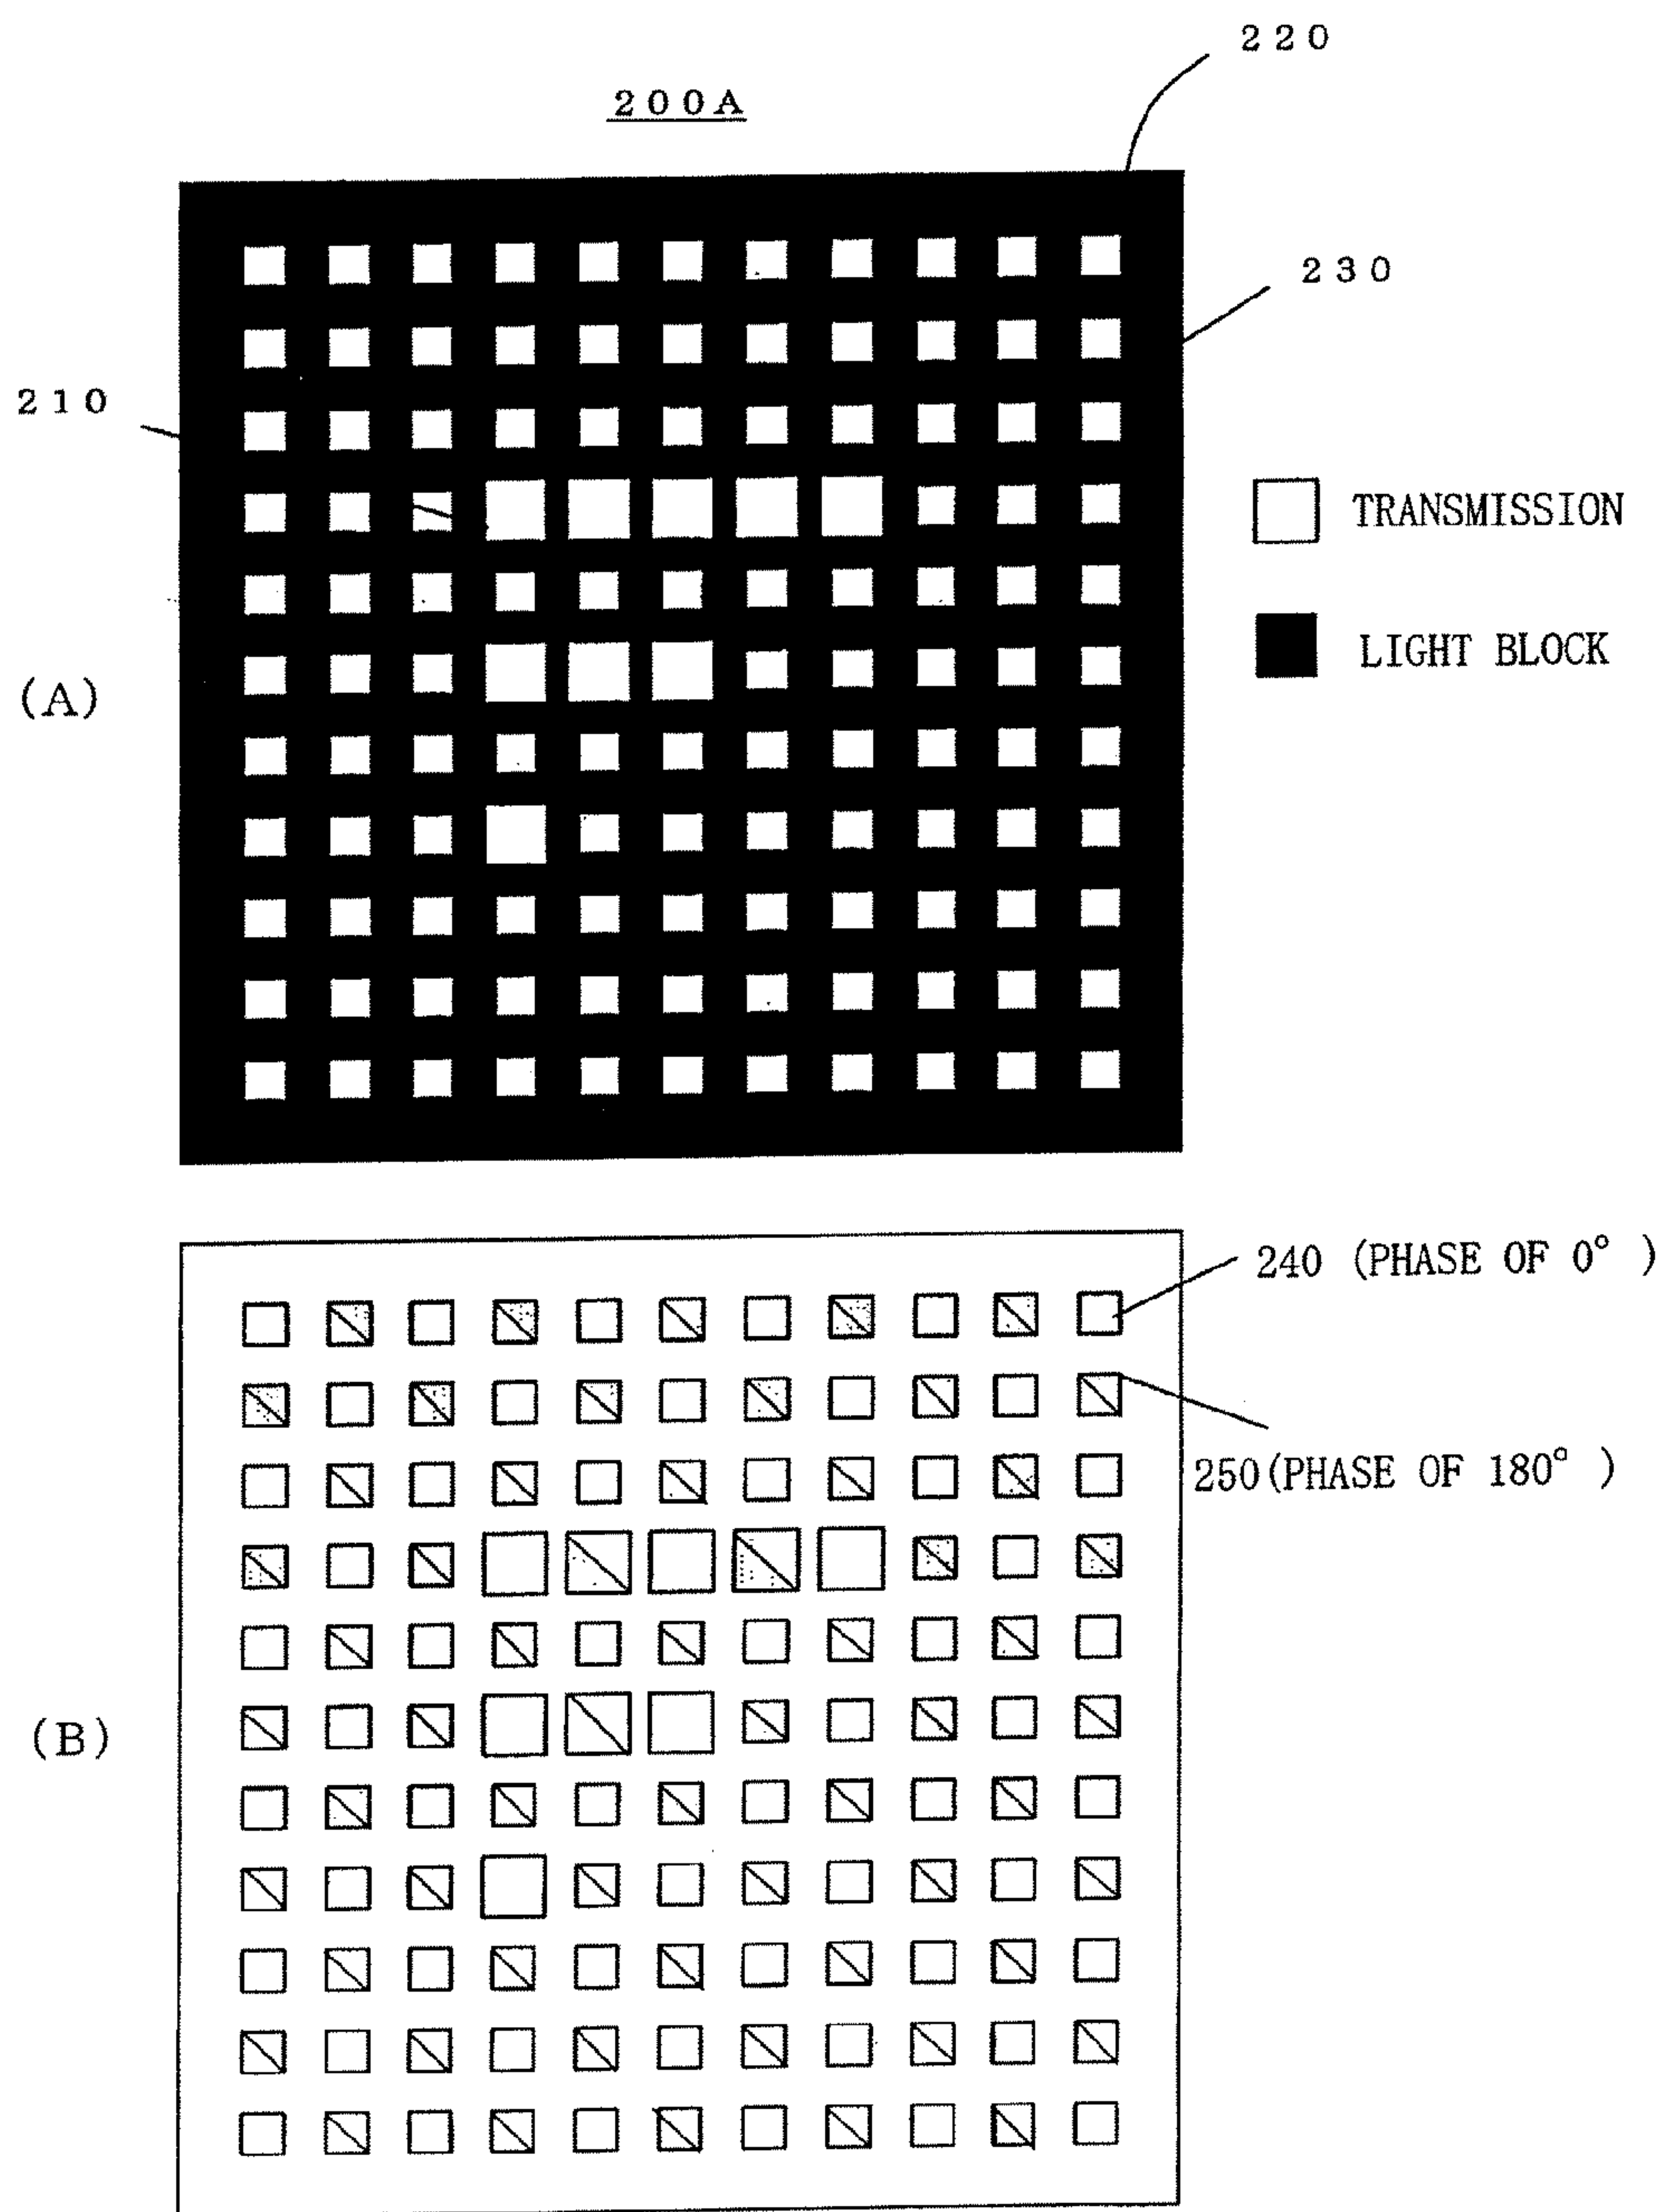 220
200A
230
210
TRANSMISSION
LIGHT BLOCK
(A)
240 (PHASE OF 0° )
250(PHASE OF 180° )
(B)